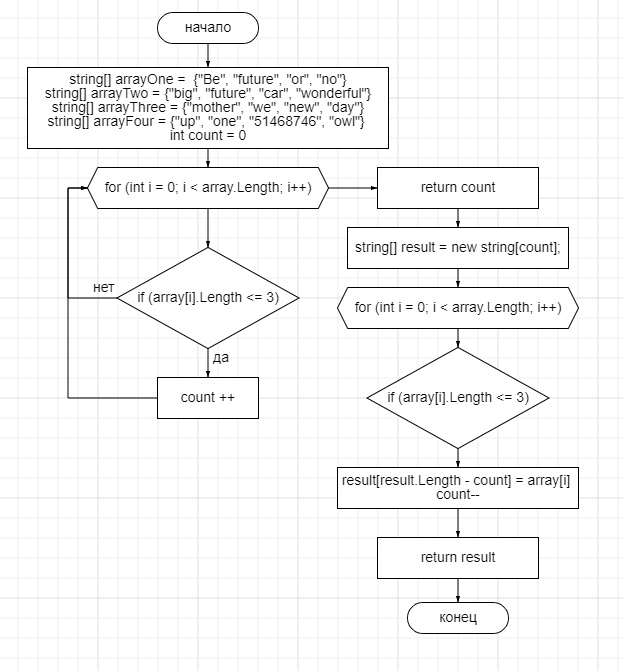 начало
string[] arrayOne =  {"Be", "future", "or", "no"}
string[] arrayTwo = {"big", "future", "car", "wonderful"}
string[] arrayThree = {"mother", "we", "new", "day"}
string[] arrayFour = {"up", "one", "51468746", "owl"}
int count = 0
for (int i = 0; i < array.Length; i++)
if (array[i].Length <= 3)
нет
да
count ++
return count
string[] result = new string[count];
for (int i = 0; i < array.Length; i++)
if (array[i].Length <= 3)
result[result.Length - count] = array[i]
count--
return result
конец